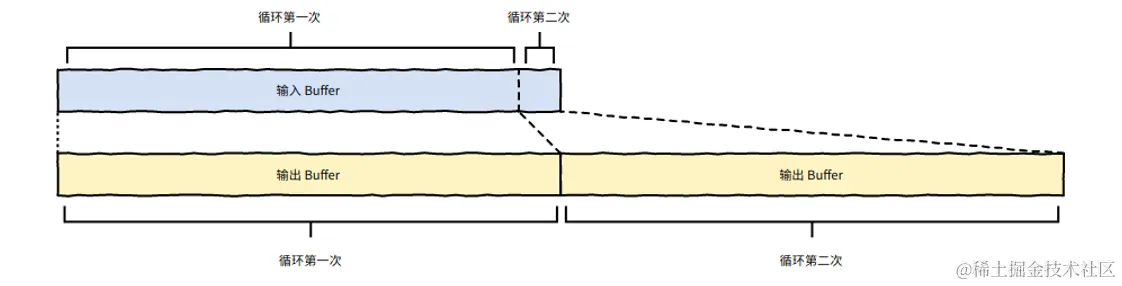 循环第一次
循环第二次
输入 Buffer
输出 Buffer
输出 Buffer
循环第一次
循环第二次
@稀土掘金技术社区